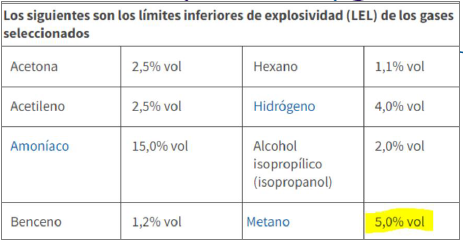 Los siguientes son los límites inferiores de explosividad (LEL) de los gases
seleccionados
Acetona 2,5% vol Hexano 1,1% vol
Acetileno 2,5% vol Hidrógeno 4,0% vol
Amoníaco 15,0% vol Alcohol 2,0% vol
isopropílico
(isopropanol)
Benceno 1,2% vol Metano 5,0% vol